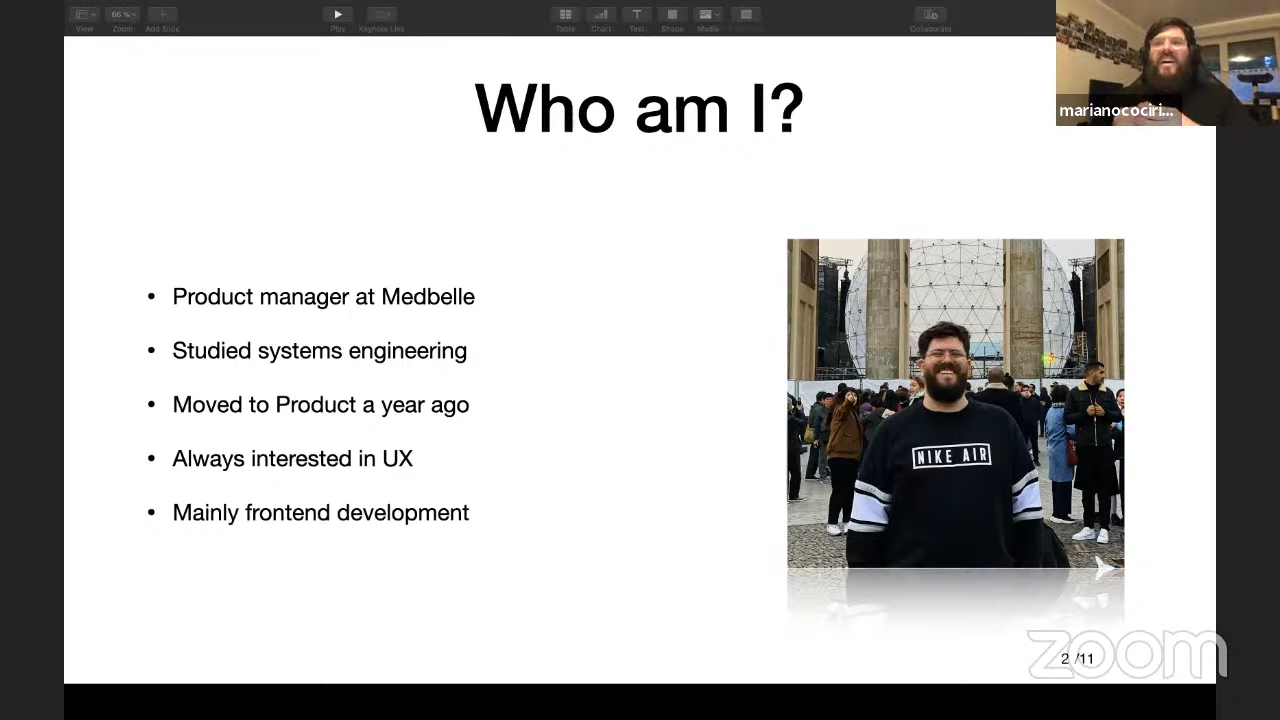 View
66 %
Zoom
Add Slide
Play
Keynote Live
Table
Chart
Text
Shape
Media
Collaborate
marianocociri...
Who am I?
• Product manager at Medbelle
• Studied systems engineering
• Moved to Product a year ago
• Always interested in UX
• Mainly frontend development
NIKE AIR
zoom
2 /11